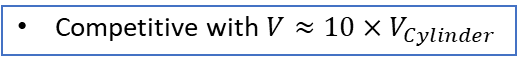 • Competitive with V ≈ 10 × V_Cylinder